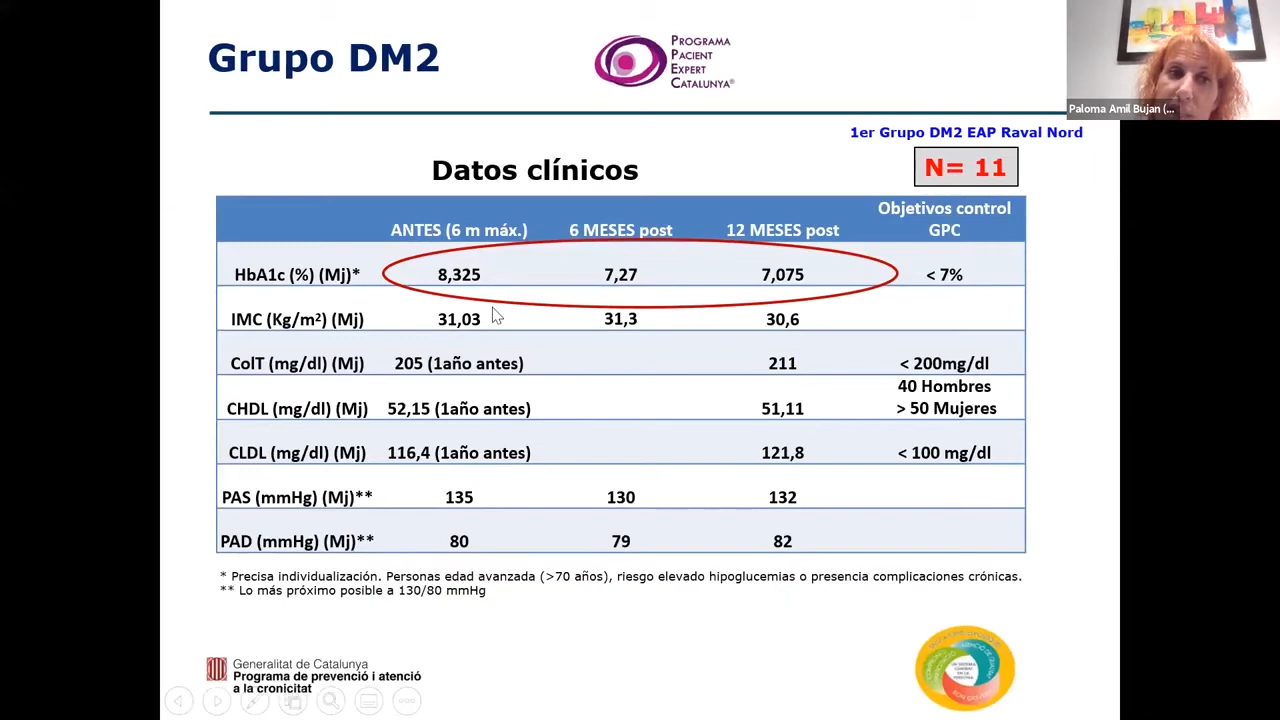 Grupo DM2
PROGRAMA
PACIENT
EXPERT
CATALUNYA®
Paloma Amil Bujan (...
1er Grupo DM2 EAP Raval Nord
Datos clínicos
N= 11
ANTES (6 m máx.) 6 MESES post 12 MESES post Objetivos control GPC
HbA1c (%) (Mj)* 8,325 7,27 7,075 < 7%
IMC (Kg/m²) (Mj) 31,03 31,3 30,6
ColT (mg/dl) (Mj) 205 (1año antes) 211 < 200mg/dl
CHDL (mg/dl) (Mj) 52,15 (1año antes) 51,11 40 Hombres > 50 Mujeres
CLDL (mg/dl) (Mj) 116,4 (1año antes) 121,8 < 100 mg/dl
PAS (mmHg) (Mj)** 135 130 132
PAD (mmHg) (Mj)** 80 79 82
* Precisa individualización. Personas edad avanzada (>70 años), riesgo elevado hipoglucemias o presencia complicaciones crónicas.
** Lo más próximo posible a 130/80 mmHg
Generalitat de Catalunya
Programa de prevenció i atenció
a la cronicitat